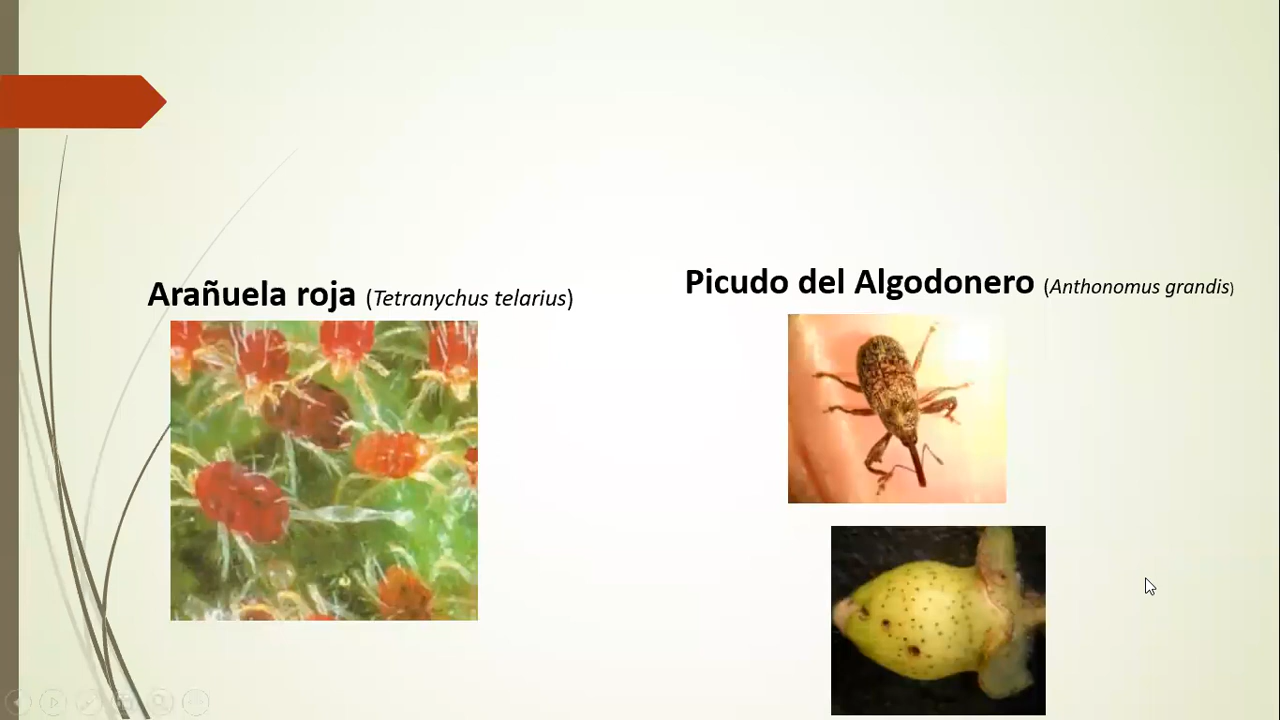 Arañuela roja (Tetranychus telarius)
Picudo del Algodonero (Anthonomus grandis)